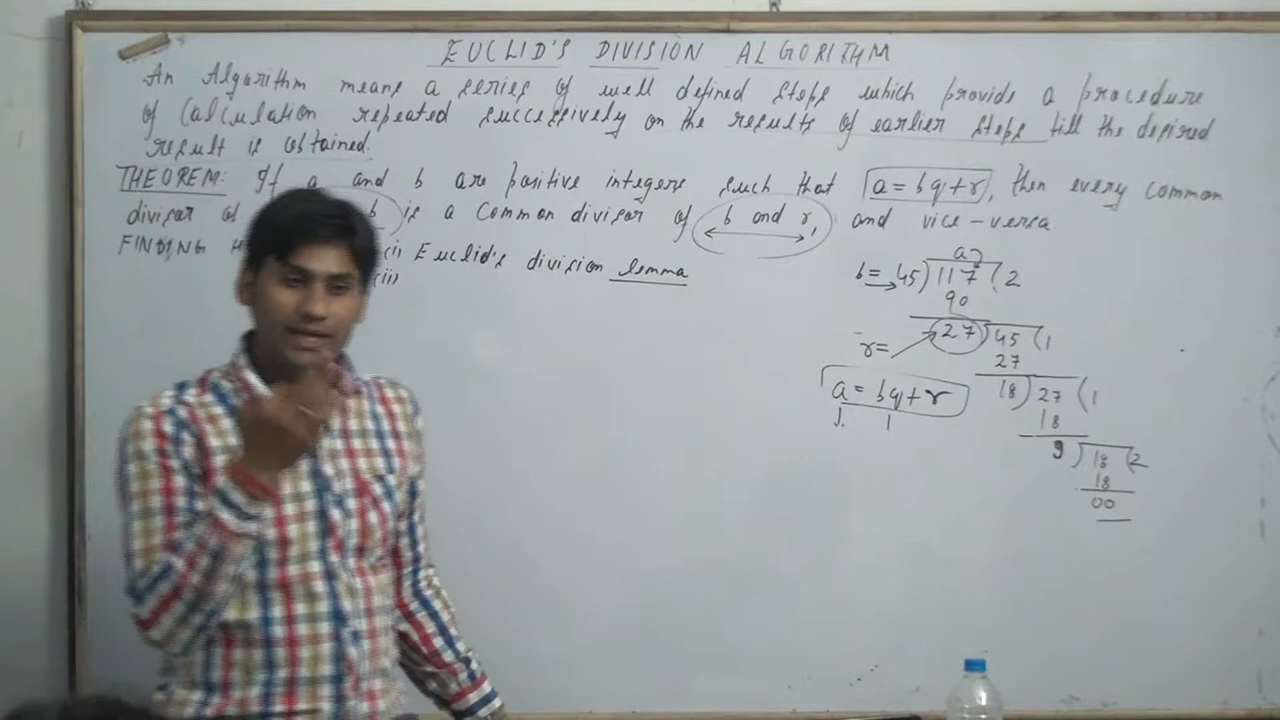 EUCLID'S DIVISION ALGORITHM
An Algorithm means a series of well defined steps which provide a procedure
of Calculation repeated successively on the results of earlier steps till the desired
result is obtained.
THEOREM: If a and b are positive integers such that a = bq + r, then every common
divisor of b is a Common divisor of b and r, and vice-versa
FINDING (i) Euclid's division lemma
(ii)
a
b = 45) 117 (2
90
r = 27) 45 (1
27
a = bq + r 18) 27 (1
18
9) 18 (2
18
00